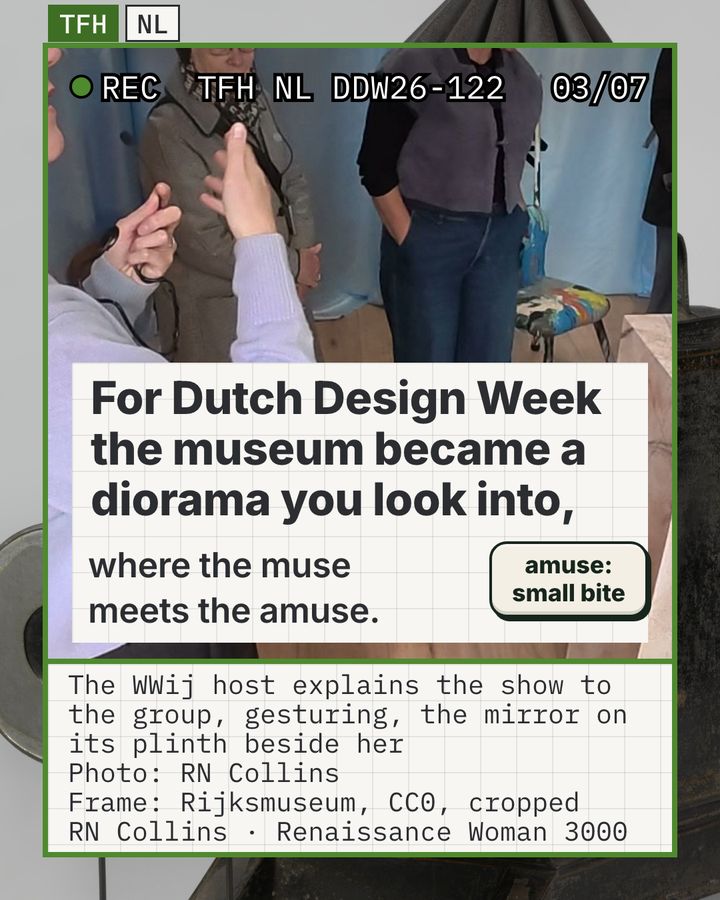 TFH NL
REC TFH NL DDW26-122 03/07
For Dutch Design Week
the museum became a
diorama you look into,
where the muse
meets the amuse.
amuse:
small bite
The WWij host explains the show to
the group, gesturing, the mirror on
its plinth beside her
Photo: RN Collins
Frame: Rijksmuseum, CC0, cropped
RN Collins · Renaissance Woman 3000